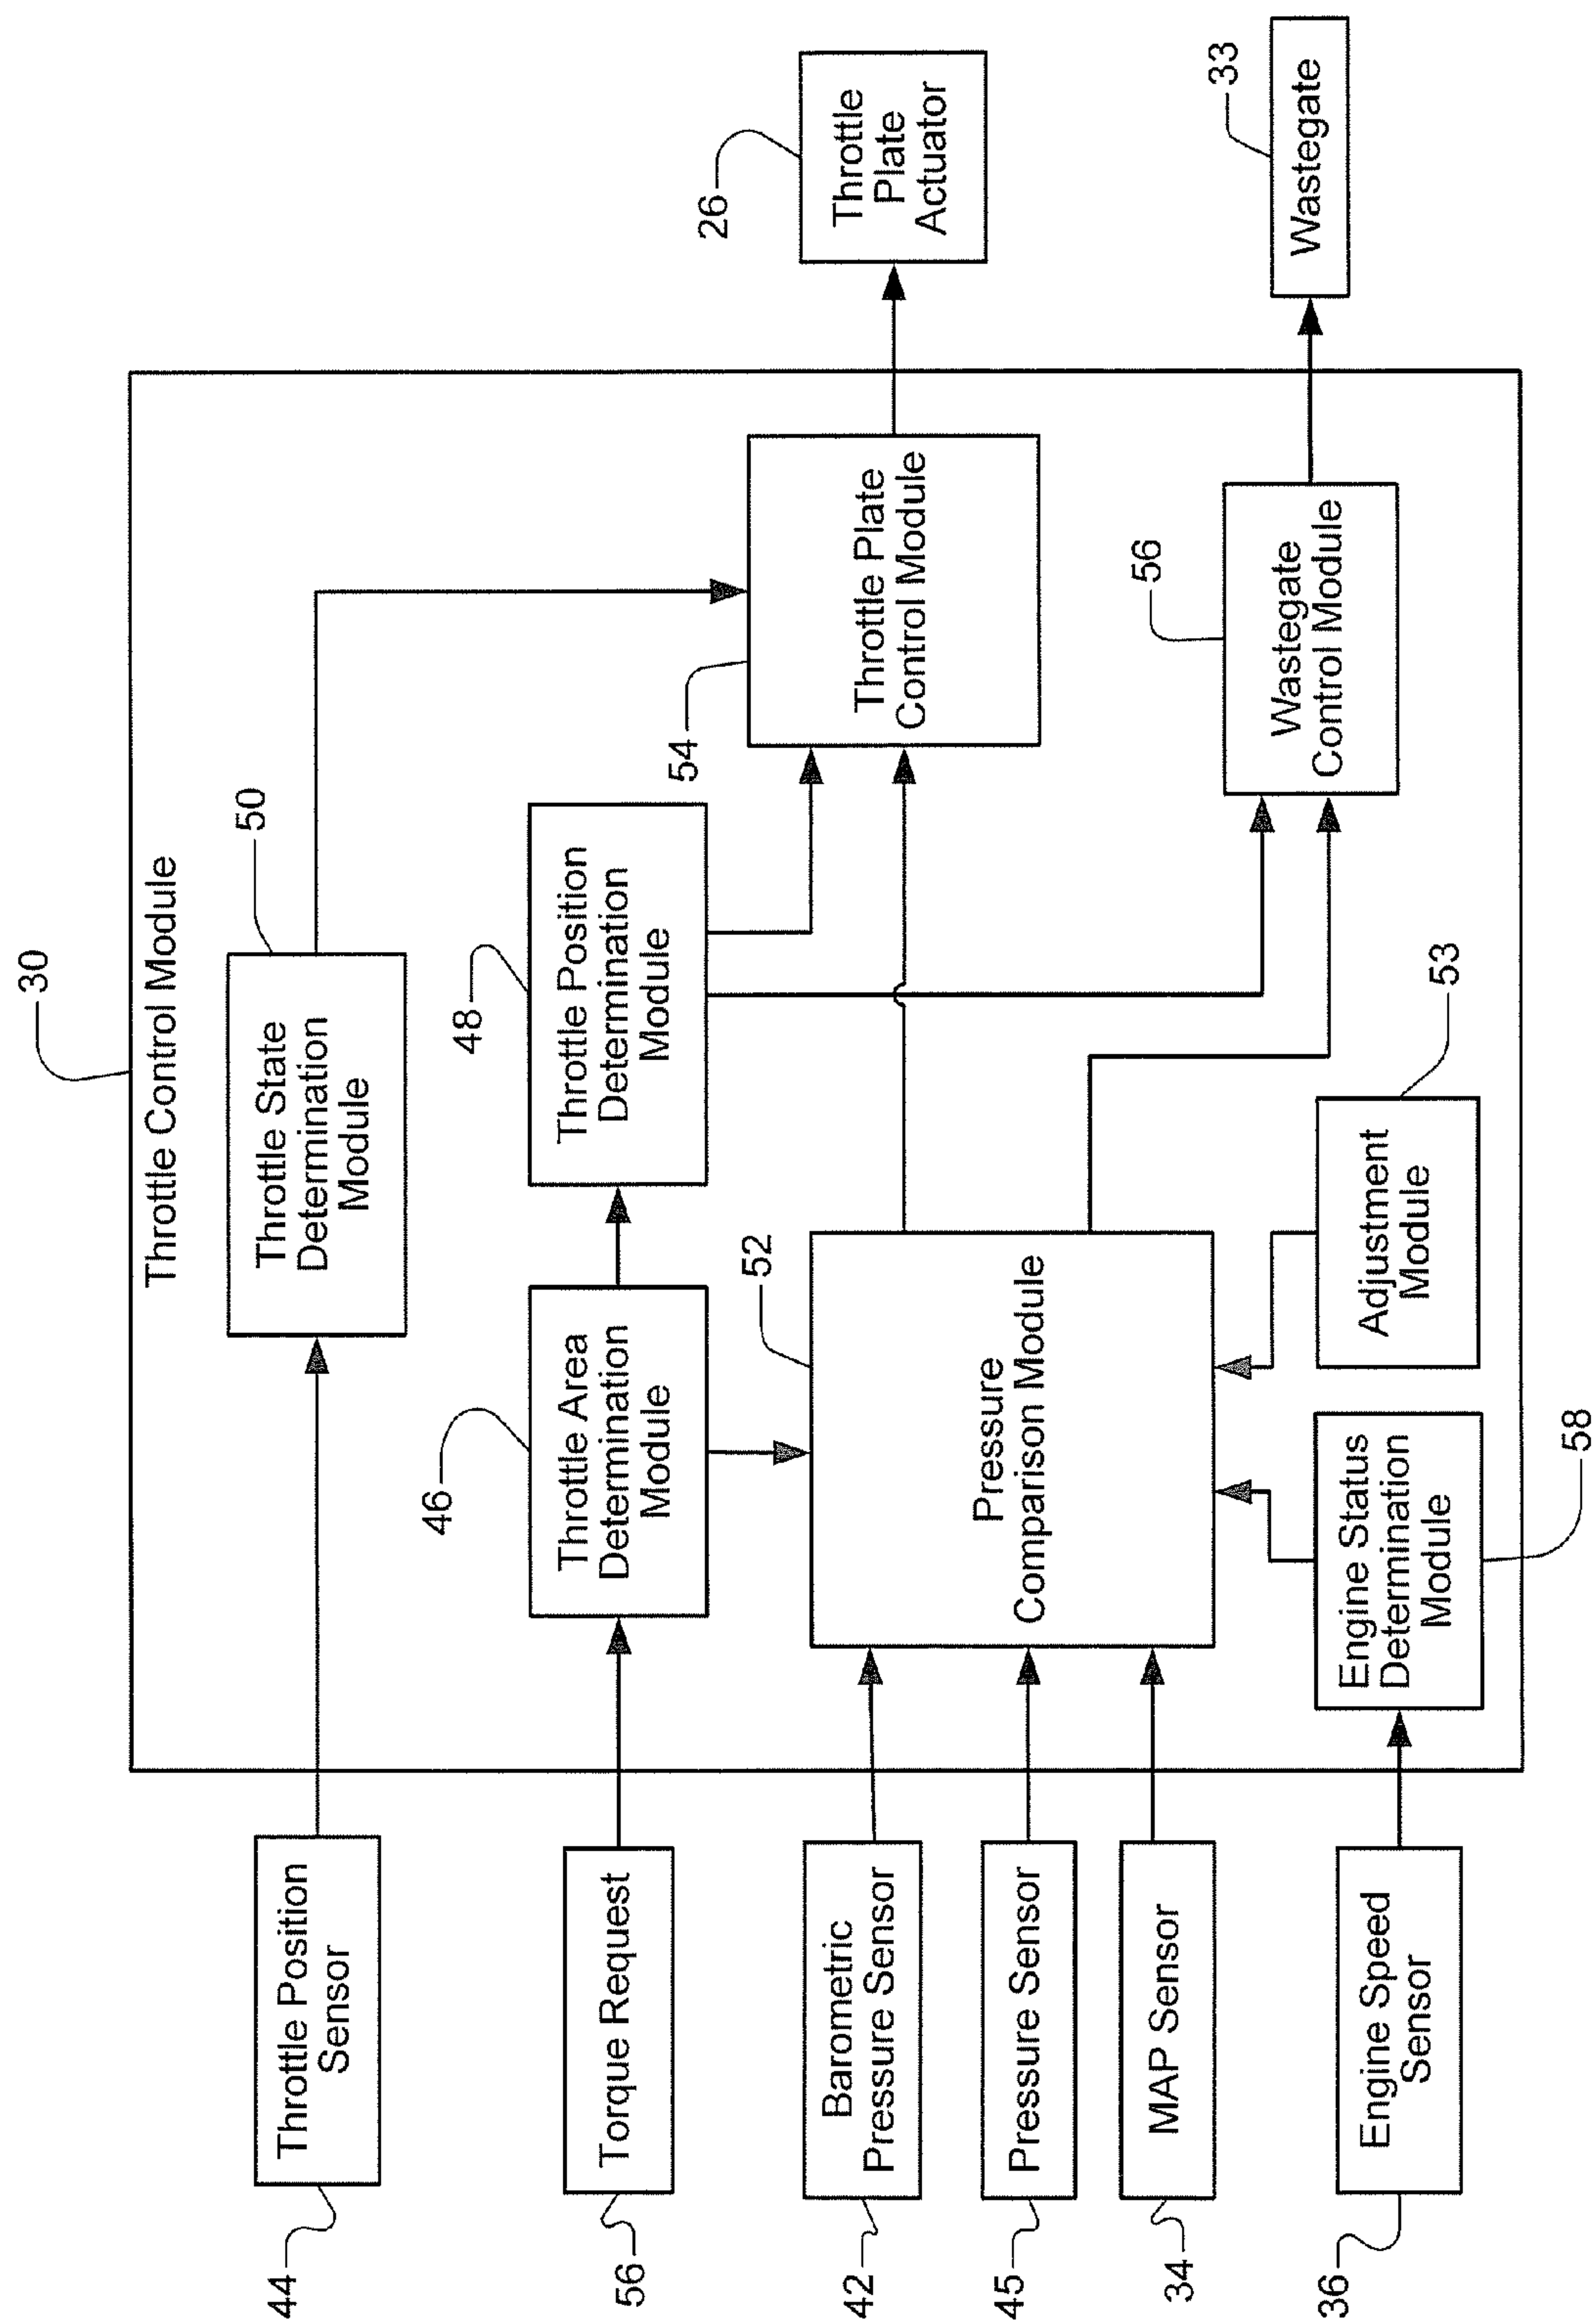 30
Throttle Control Module
44
Throttle Position
Sensor
50
Throttle State
Determination
Module
56
Torque Request
46
Throttle Area
Determination
Module
48
Throttle Position
Determination
Module
54
Throttle Plate
Control Module
26
Throttle
Plate
Actuator
42
Barometric
Pressure Sensor
45
Pressure Sensor
34
MAP Sensor
52
Pressure
Comparison Module
56
Wastegate
Control Module
33
Wastegate
36
Engine Speed
Sensor
Engine Status
Determination
Module
58
Adjustment
Module
53